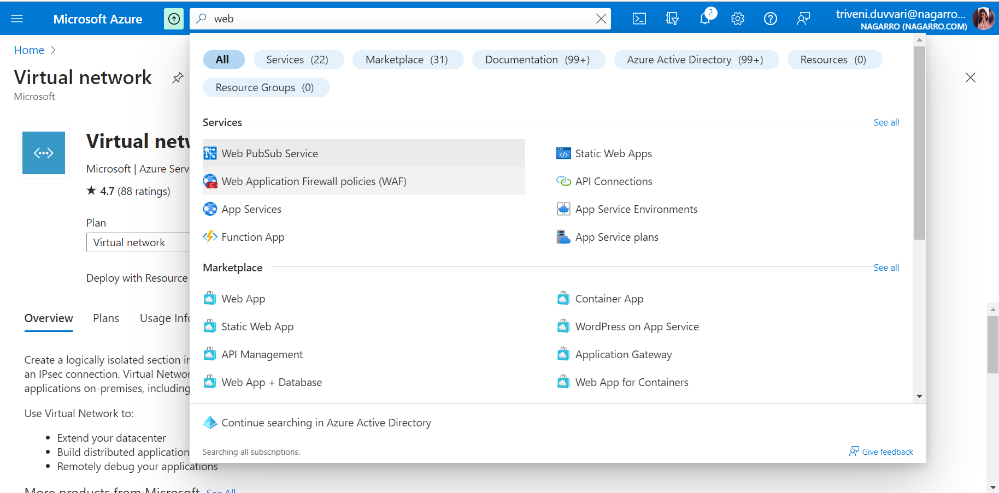 Microsoft Azure
web
2
triveni.duvvari@nagarro...
NAGARRO (NAGARRO.COM)
Home
Virtual network
Microsoft
All
Services (22)
Marketplace (31)
Documentation (99+)
Azure Active Directory (99+)
Resources (0)
Resource Groups (0)
Services
See all
Web PubSub Service
Static Web Apps
Web Application Firewall policies (WAF)
API Connections
App Services
App Service Environments
Function App
App Service plans
Marketplace
See all
Web App
Container App
Static Web App
WordPress on App Service
API Management
Application Gateway
Web App + Database
Web App for Containers
Continue searching in Azure Active Directory
Searching all subscriptions.
Give feedback
Virtual
Microsoft | Azure
4.7 (88 ratings)
Plan
Virtual network
Deploy with Resource
Overview
Plans
Usage
Create a logically isolated section
an IPsec connection. Virtual
applications on-premises, including
Use Virtual Network to:
• Extend your datacenter
• Build distributed application
• Remotely debug your applications
More products from Microsoft See All